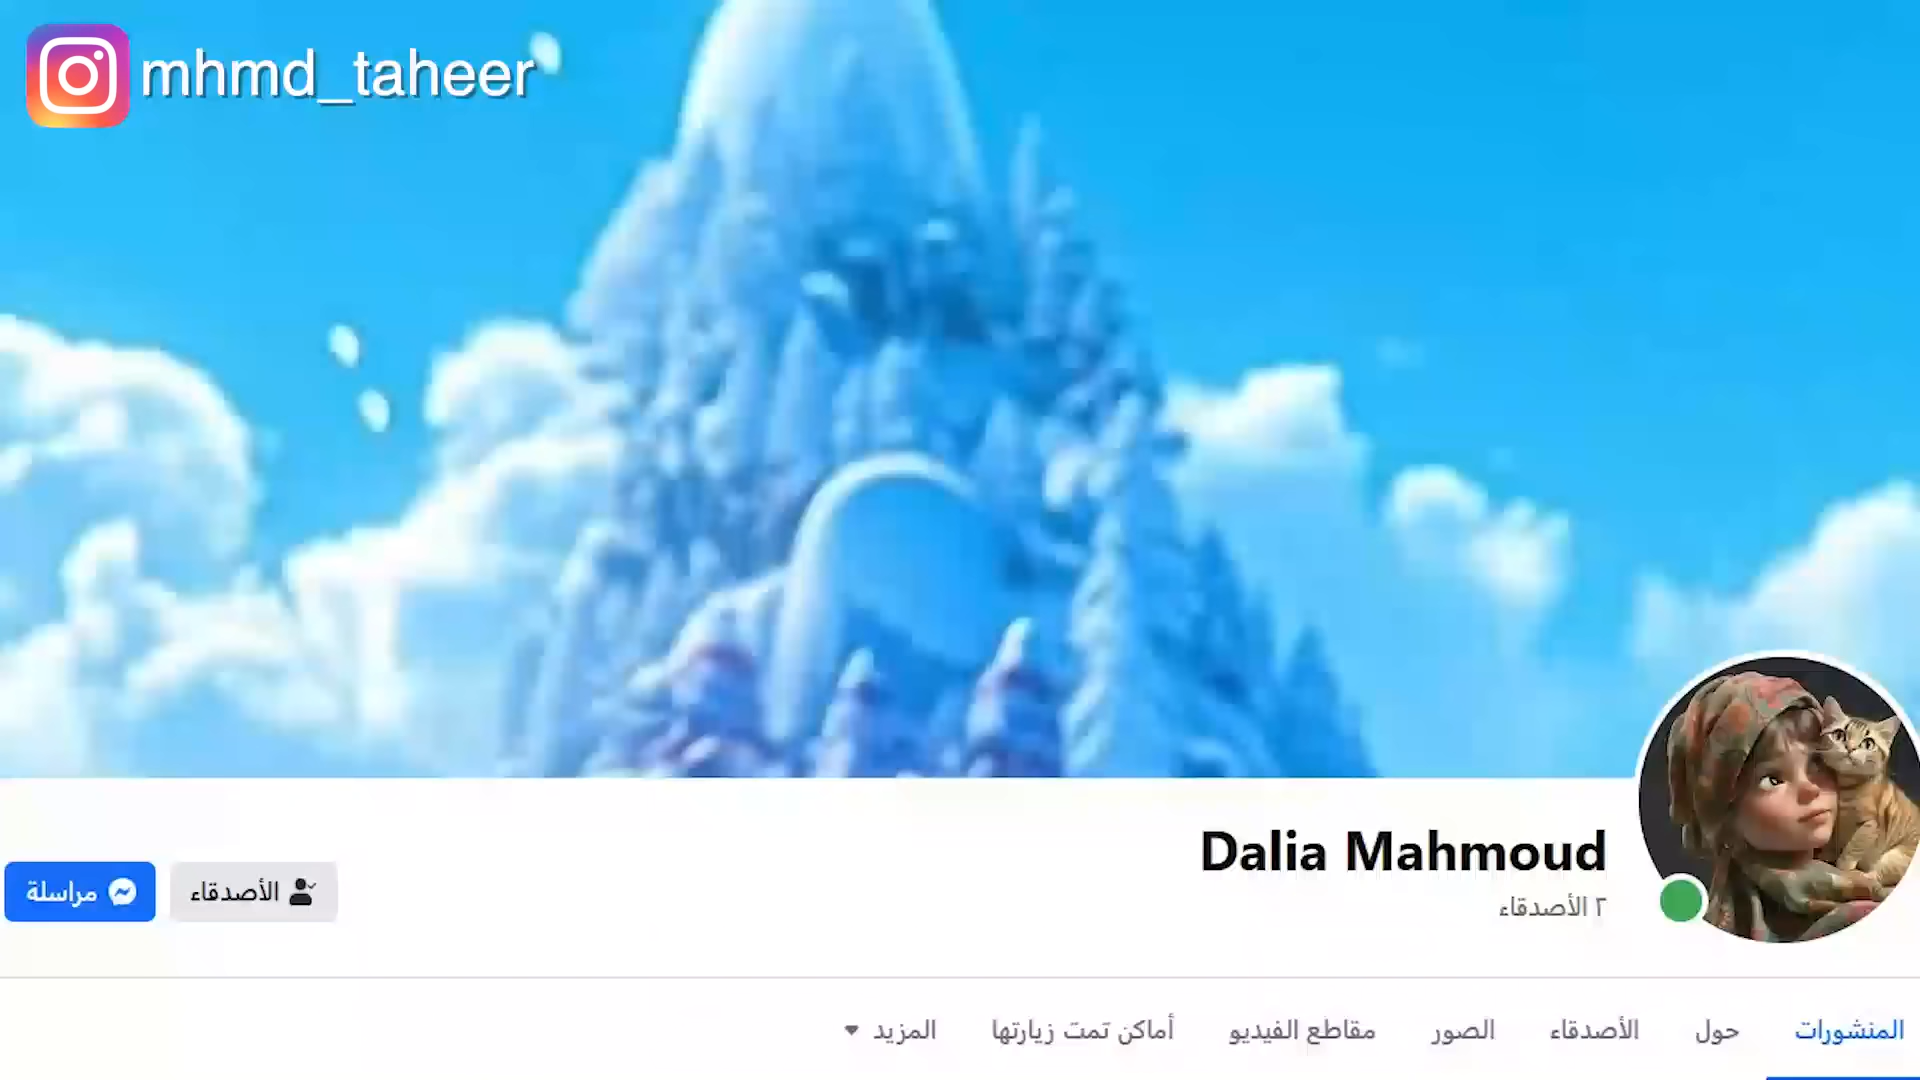 mhmd_taheer
Dalia Mahmoud
٢ الأصدقاء
الأصدقاء
مراسلة
المنشورات
حول
الأصدقاء
الصور
مقاطع الفيديو
أماكن تمت زيارتها
المزيد